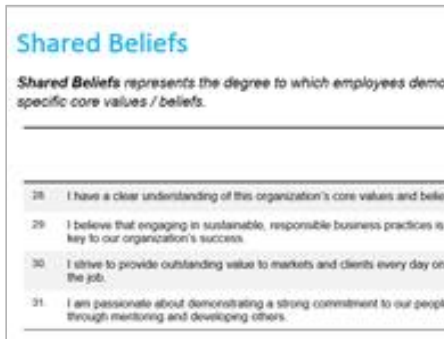 Shared Beliefs
Shared Beliefs represents the degree to which employees demo
specific core values / beliefs.
28. I have a clear understanding of this organization's core values and belie
29. I believe that engaging in sustainable, responsible business practices is
key to our organization's success.
30. I strive to provide outstanding value to markets and clients every day on
the job.
31. I am passionate about demonstrating a strong commitment to our people
through mentoring and developing others.